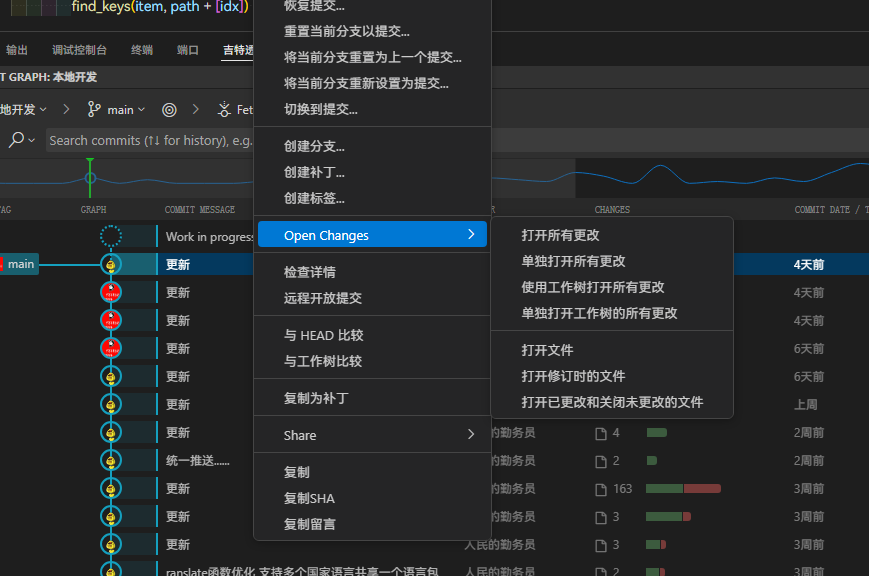 find_keys(item, path + [idx])
恢复提交...
重置当前分支以提交...
将当前分支重置为上一个提交...
将当前分支重新设置为提交...
切换到提交...
输出 调试控制台 终端 端口 吉特透
T GRAPH: 本地开发
地开发 main Fet
Search commits (↑↓ for history), e.g.
创建分支...
创建补丁...
创建标签...
AG GRAPH COMMIT MESSAGE R CHANGES COMMIT DATE / T
Work in progress
Open Changes
打开所有更改
单独打开所有更改
使用工作树打开所有更改
单独打开工作树的所有更改
打开文件
打开修订时的文件
打开已更改和关闭未更改的文件
检查详情
远程开放提交
与 HEAD 比较
与工作树比较
复制为补丁
Share
复制
复制SHA
复制留言
main 更新 4天前
更新 4天前
更新 4天前
更新 6天前
更新 6天前
更新 上周
更新 的勤务员 4 2周前
统一推送...... 的勤务员 2 2周前
更新 的勤务员 163 3周前
更新 的勤务员 3 3周前
更新 人民的勤务员 3 3周前
ranslate函数优化 支持多个国家语言共享一个语言包 人民的勤务员 2 3周前